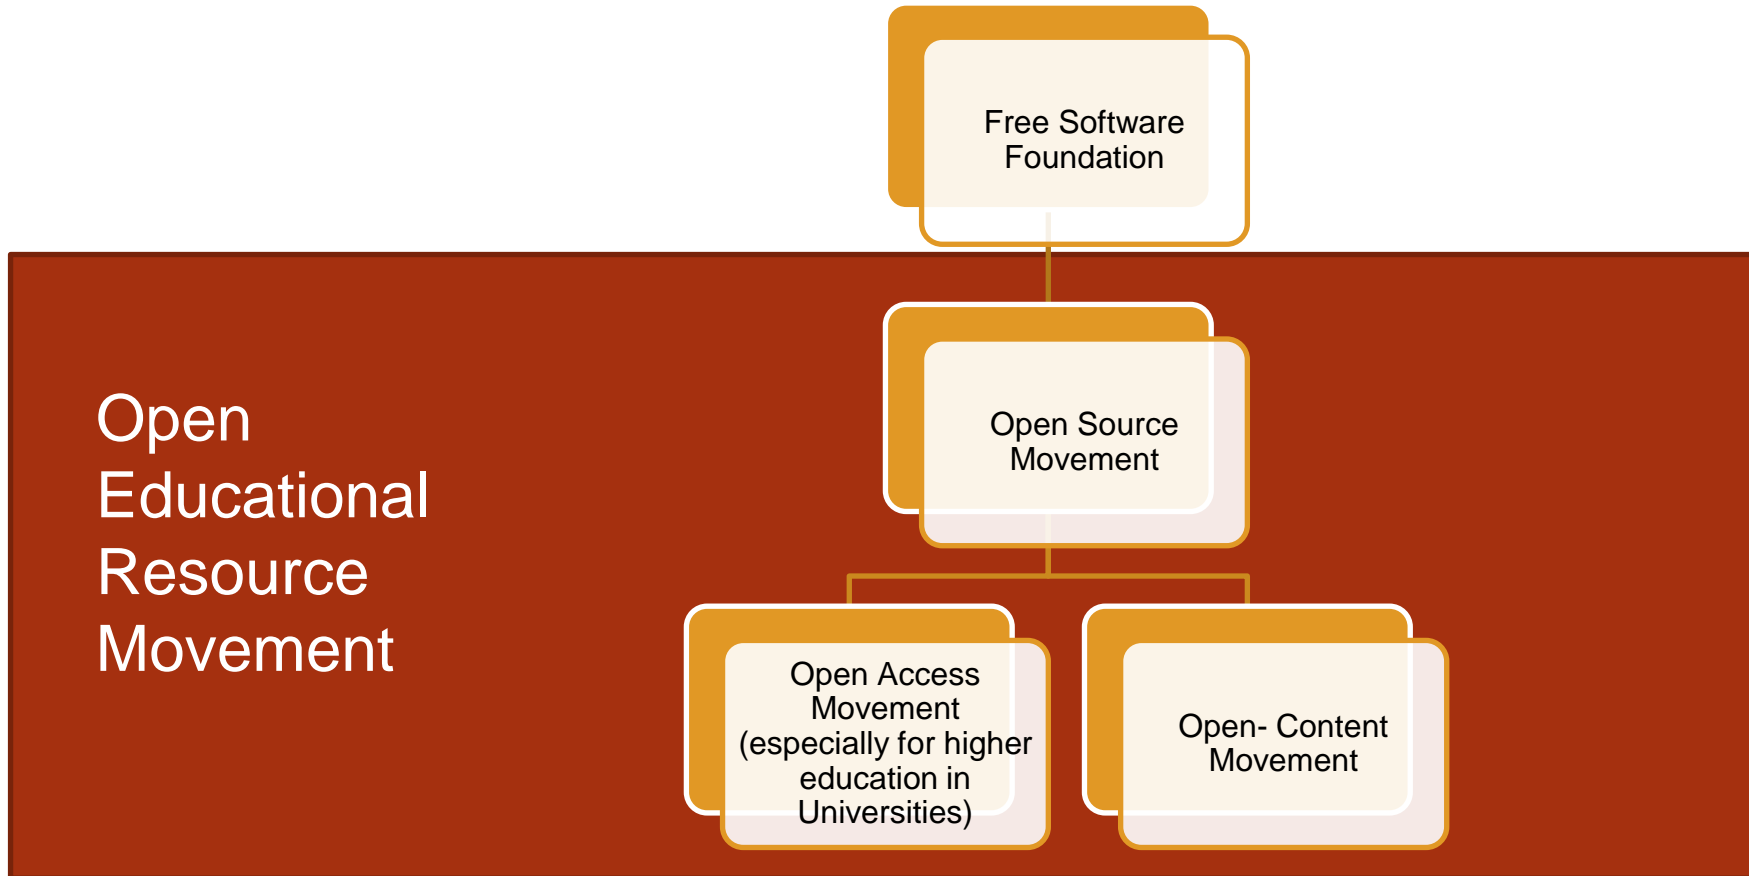 Free Software
Foundation
Open
Educational
Resource
Movement
Open Source
Movement
Open Access
Movement
(especially for higher
education in
Universities)
Open- Content
Movement